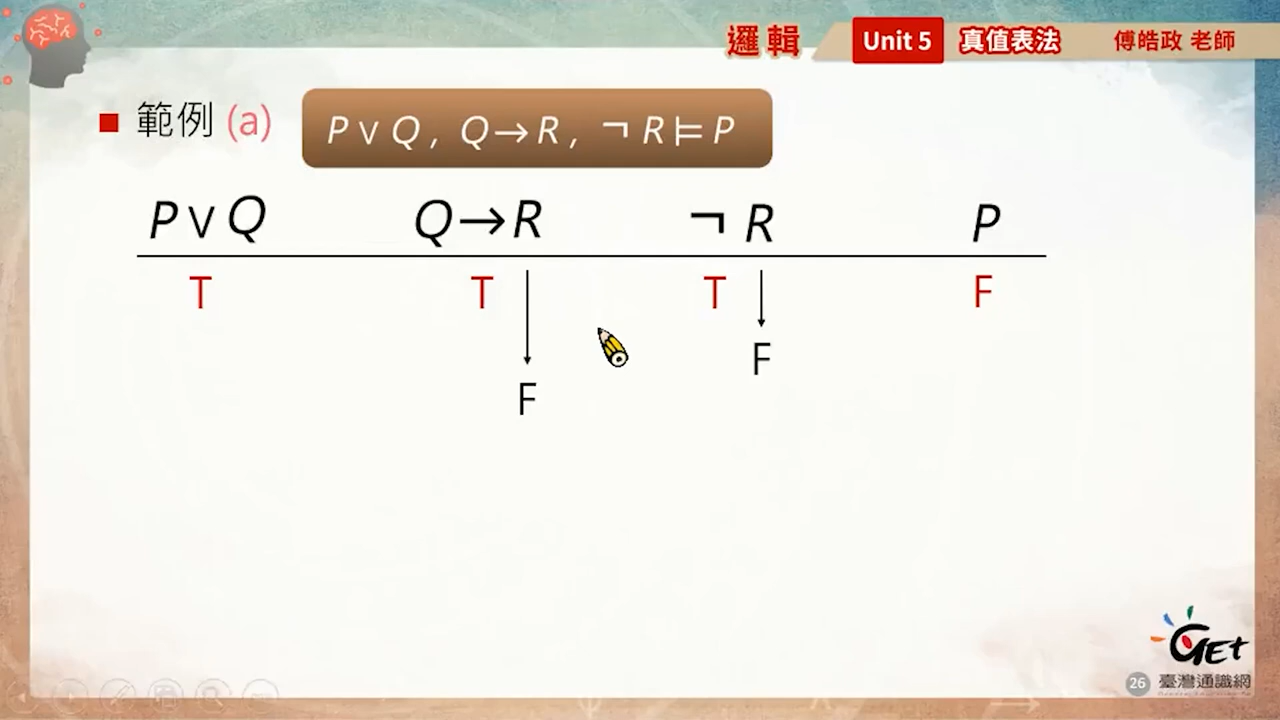 邏輯 Unit 5 真值表法 傅皓政 老師
範例 (a) P ∨ Q , Q → R , ¬ R ⊨ P
P ∨ Q Q → R ¬ R P
T T T F
F
F
GET
26 臺灣通識網